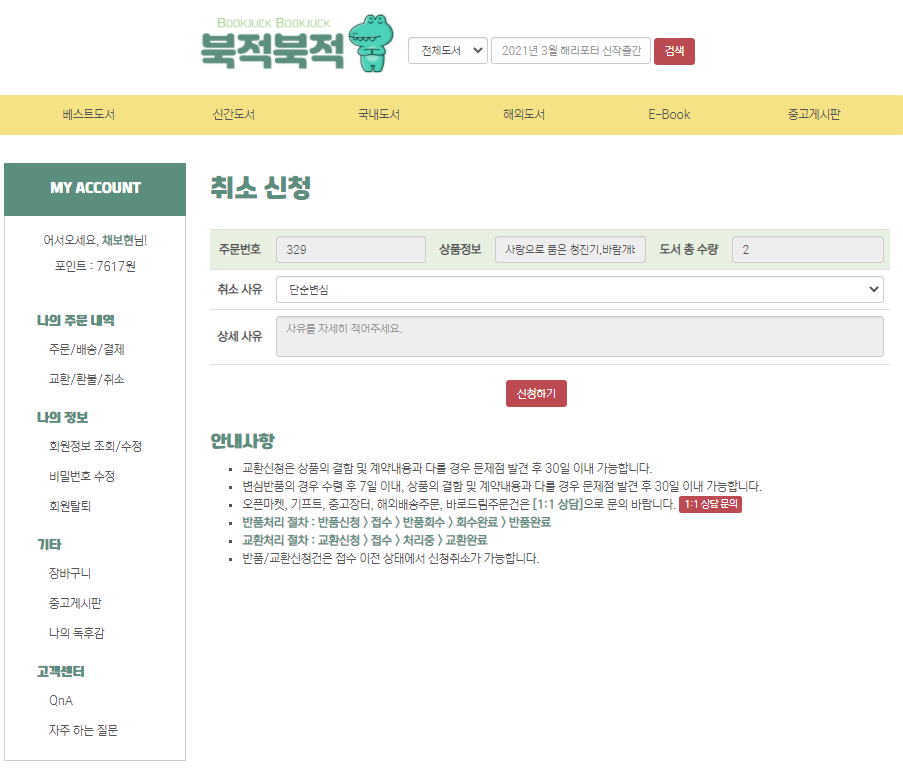 BOOKJUCK BOOKJUCK
북적북적
전체도서
2021년 3월 해리포터 신작출간
검색
베스트도서 신간도서 국내도서 해외도서 E-Book 중고게시판
MY ACCOUNT
어서오세요, 채보현님!
포인트 : 7617원
나의 주문 내역
주문/배송/결제
교환/환불/취소
나의 정보
회원정보 조회/수정
비밀번호 수정
회원탈퇴
기타
장바구니
중고게시판
나의 독후감
고객센터
QnA
자주 하는 질문
취소 신청
주문번호 329 상품정보 사랑으로 품은 청진기,바람개 도서 총 수량 2
취소 사유 단순변심
상세 사유 사유를 자세히 적어주세요.
신청하기
안내사항
교환신청은 상품의 결함 및 계약내용과 다를 경우 문제점 발견 후 30일 이내 가능합니다.
변심반품의 경우 수령 후 7일 이내, 상품의 결함 및 계약내용과 다를 경우 문제점 발견 후 30일 이내 가능합니다.
오픈마켓, 기프트, 중고장터, 해외배송주문, 바로드림주문건은 [1:1 상담]으로 문의 바랍니다. 1:1 상담 문의
반품처리 절차 : 반품신청 > 접수 > 반품회수 > 회수완료 > 반품완료
교환처리 절차 : 교환신청 > 접수 > 처리중 > 교환완료
반품/교환신청건은 접수 이전 상태에서 신청취소가 가능합니다.